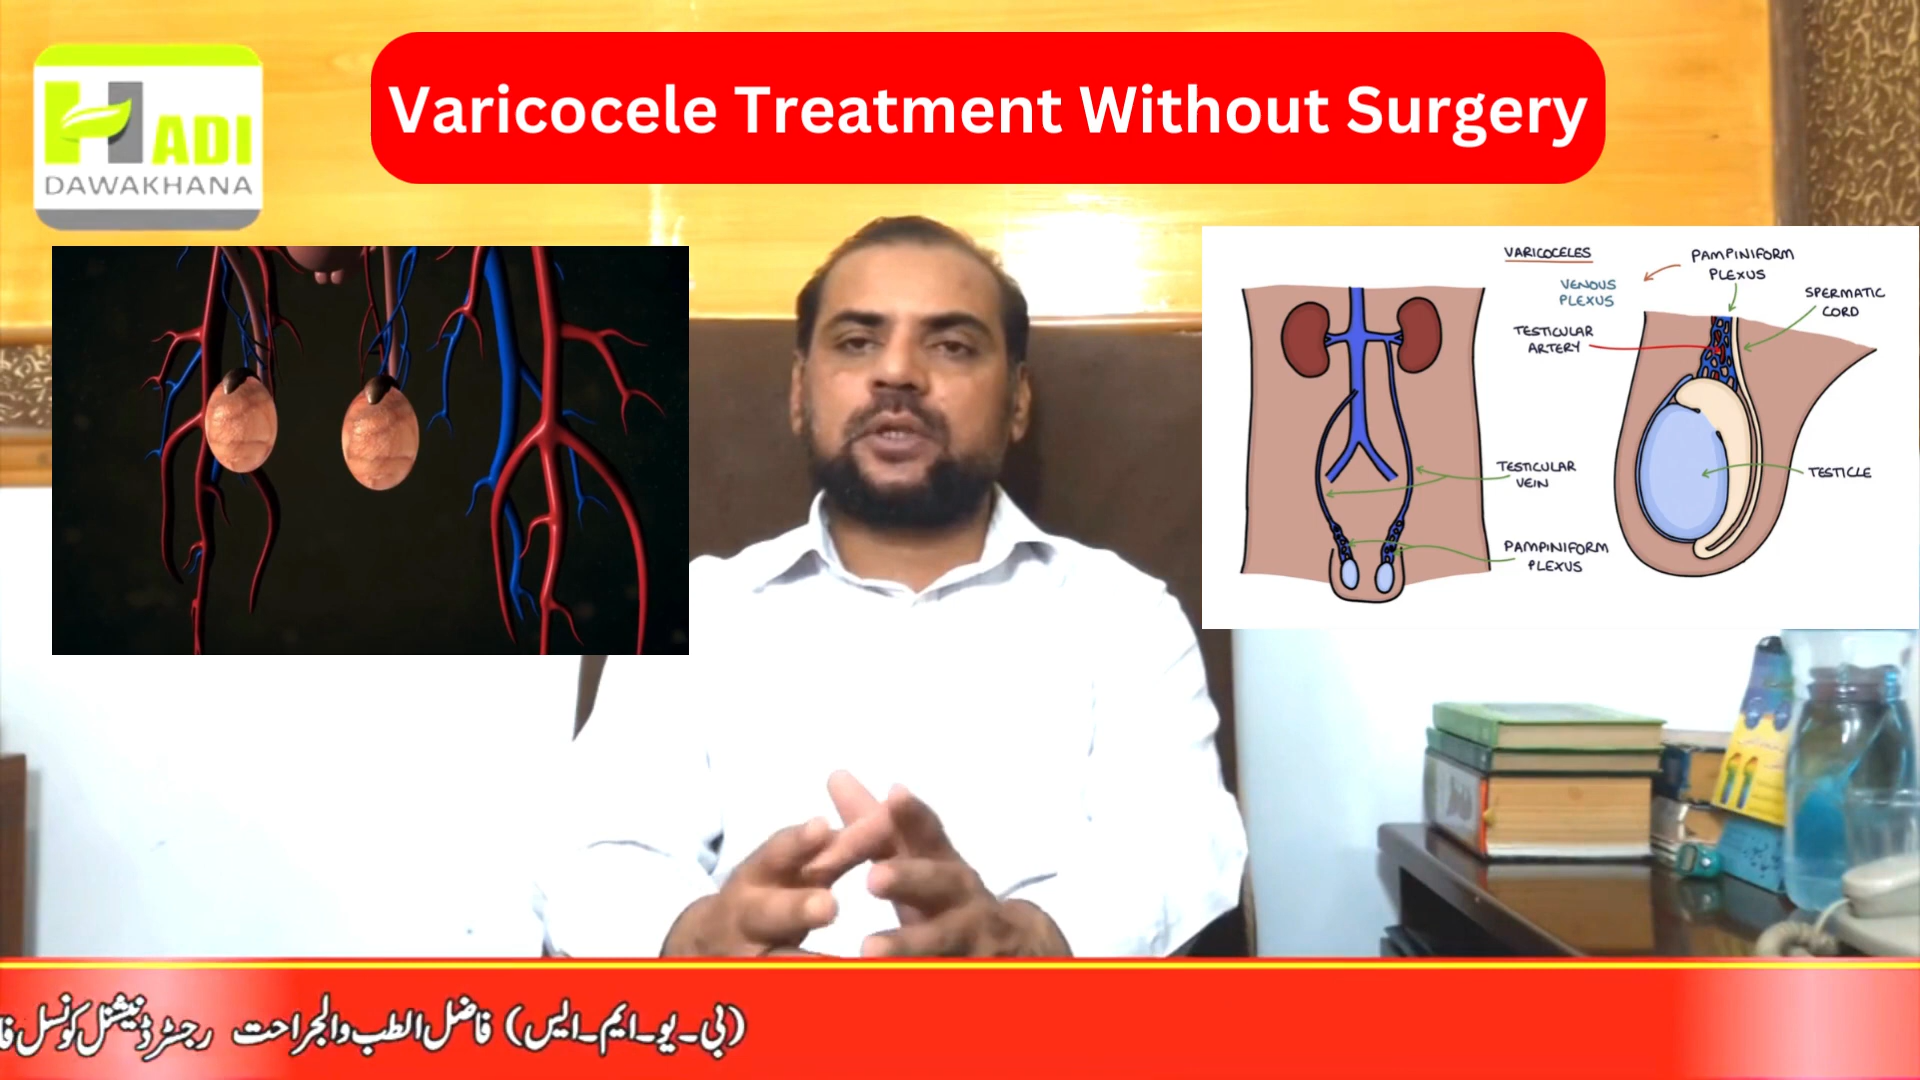 HADI
DAWAKHANA
Varicocele Treatment Without Surgery
VARICOCELES
VENOUS
PLEXUS
PAMPINIFORM
PLEXUS
SPERMATIC
CORD
TESTICULAR
ARTERY
TESTICULAR
VEIN
TESTICLE
PAMPINIFORM
PLEXUS
(بی۔یو۔ایم۔ایس) فاضل الطب والجراحت رجسٹرڈ نیشنل کونسل فا